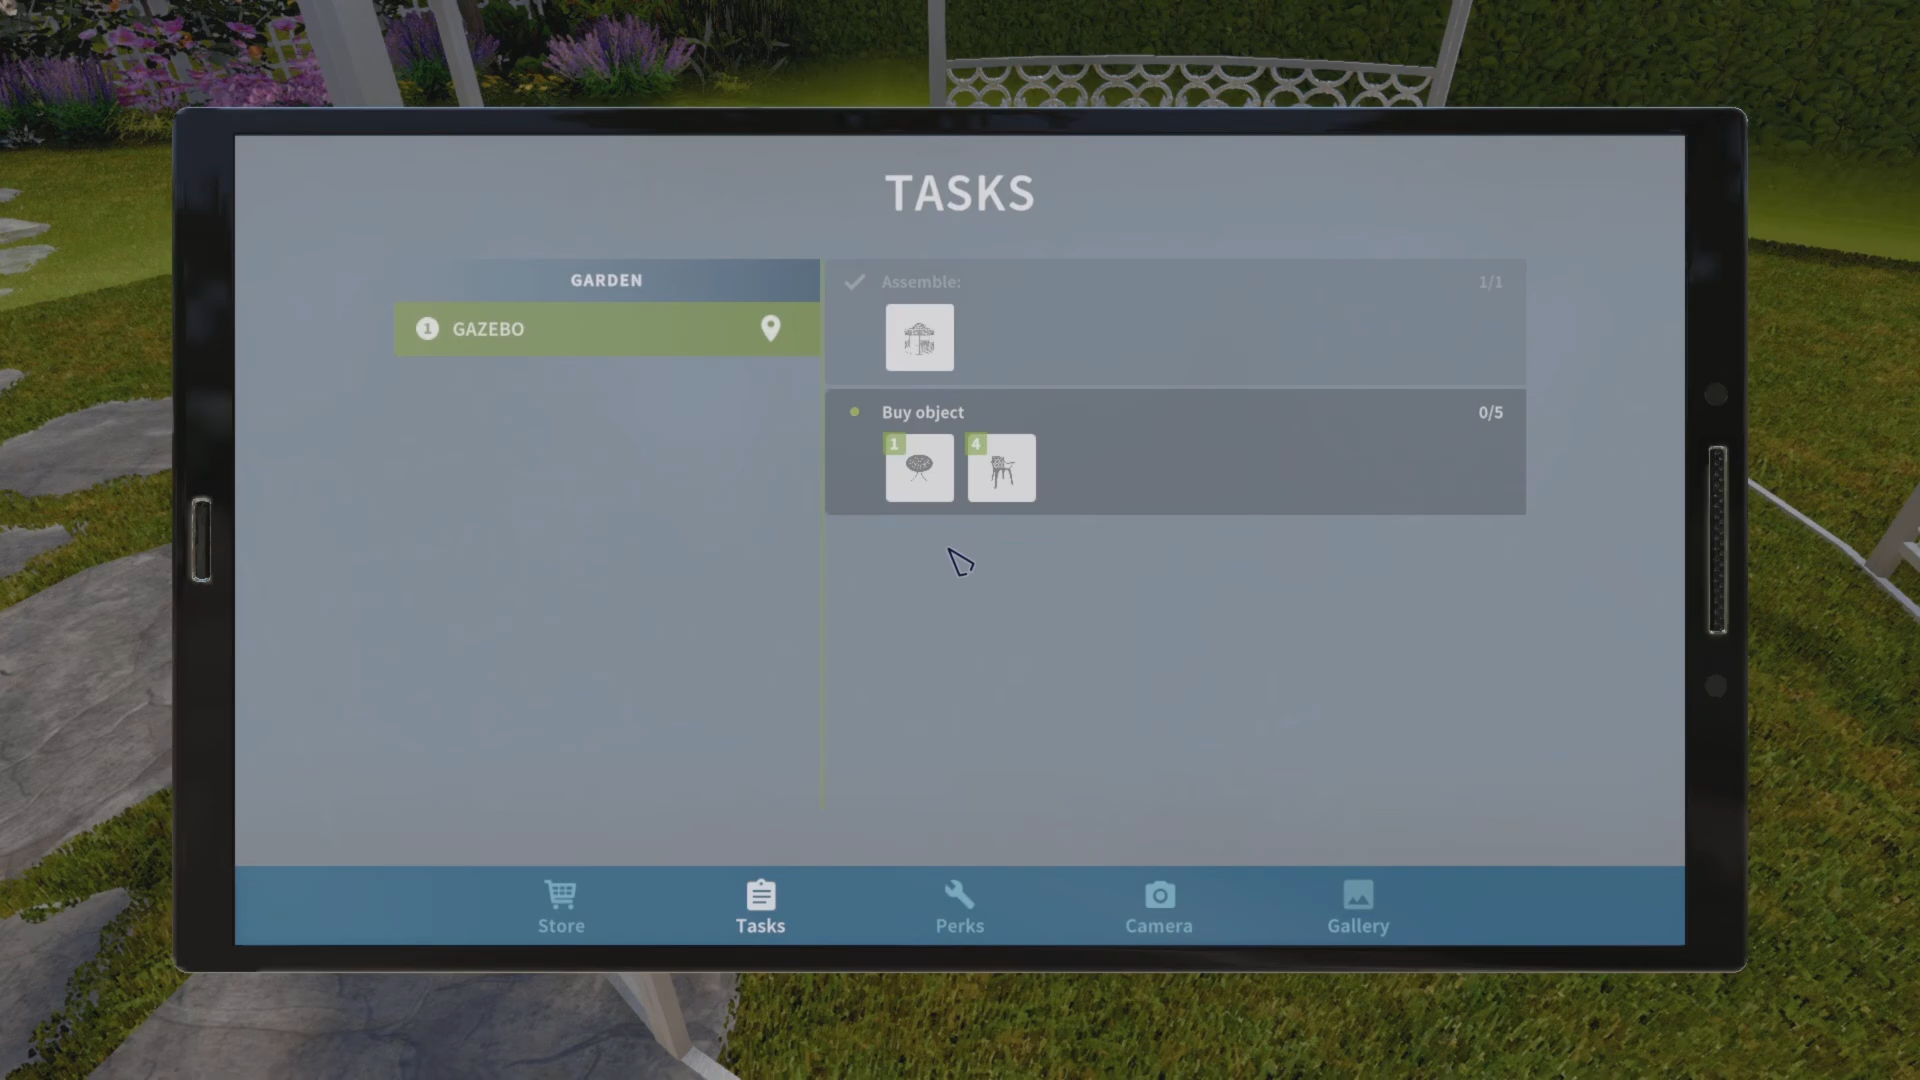 TASKS
GARDEN
1 GAZEBO
Assemble: 1/1
Buy object 0/5
1 4
Store Tasks Perks Camera Gallery